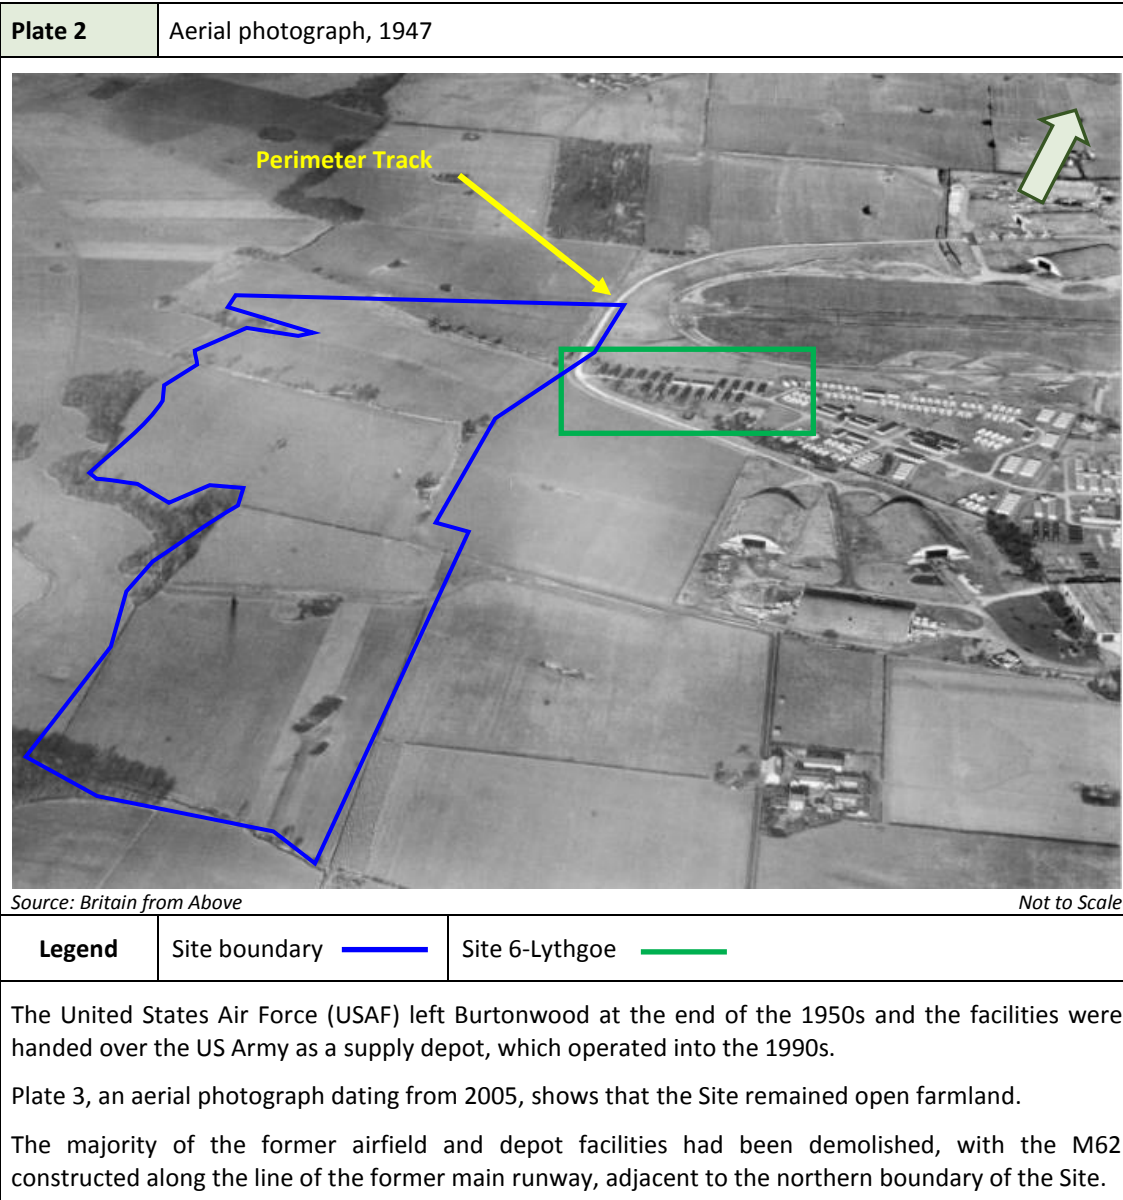 Plate 2
Aerial photograph, 1947
Perimeter Track
Source: Britain from Above
Not to Scale
Legend
Site boundary
Site 6-Lythgoe
The United States Air Force (USAF) left Burtonwood at the end of the 1950s and the facilities were
handed over the US Army as a supply depot, which operated into the 1990s.
Plate 3, an aerial photograph dating from 2005, shows that the Site remained open farmland.
The majority of the former airfield and depot facilities had been demolished, with the M62
constructed along the line of the former main runway, adjacent to the northern boundary of the Site.